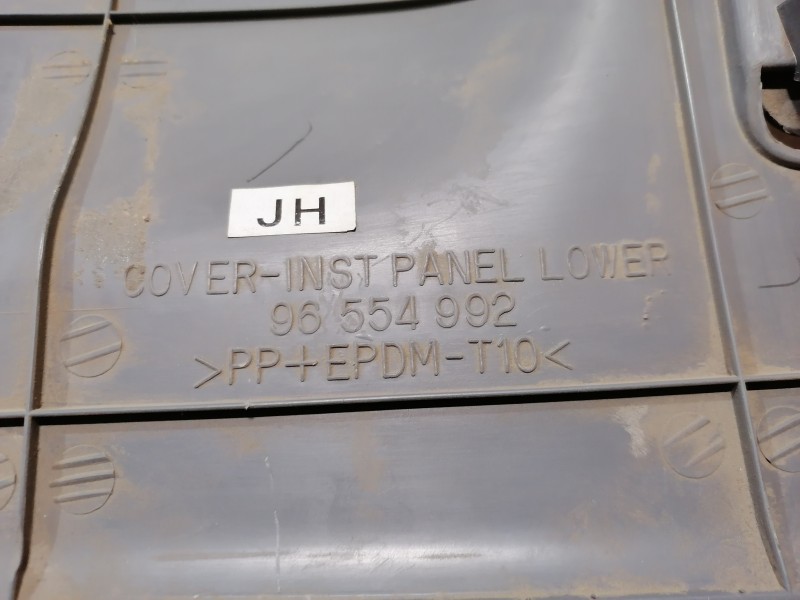 JH
COVER-INST PANEL LOWER
96 554 992
>PP+EPDM-T10<